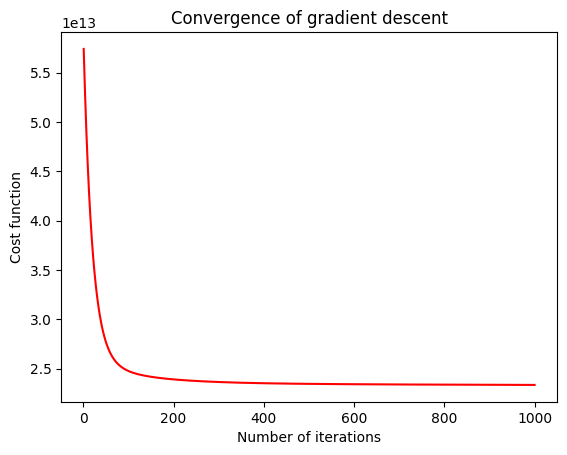 Convergence of gradient descent
1e13
5.5
5.0
4.5
4.0
3.5
3.0
2.5
Cost function
0 200 400 600 800 1000
Number of iterations